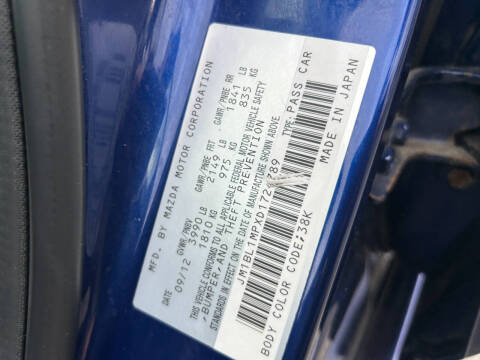 MFD. BY MAZDA MOTOR CORPORATION
DATE GVWR/PNBV GAWR/PNBE FRT GAWR/PNBE RR
09/12 3990 LB 2149 LB 1841 LB
1810 KG 975 KG 835 KG
THIS VEHICLE CONFORMS TO ALL APPLICABLE FEDERAL MOTOR VEHICLE SAFETY
,BUMPER, AND THEFT PREVENTION
STANDARDS IN EFFECT ON THE DATE OF MANUFACTURE SHOWN ABOVE.
TYPE: PASS CAR
BODY COLOR CODE:38K MADE IN JAPAN